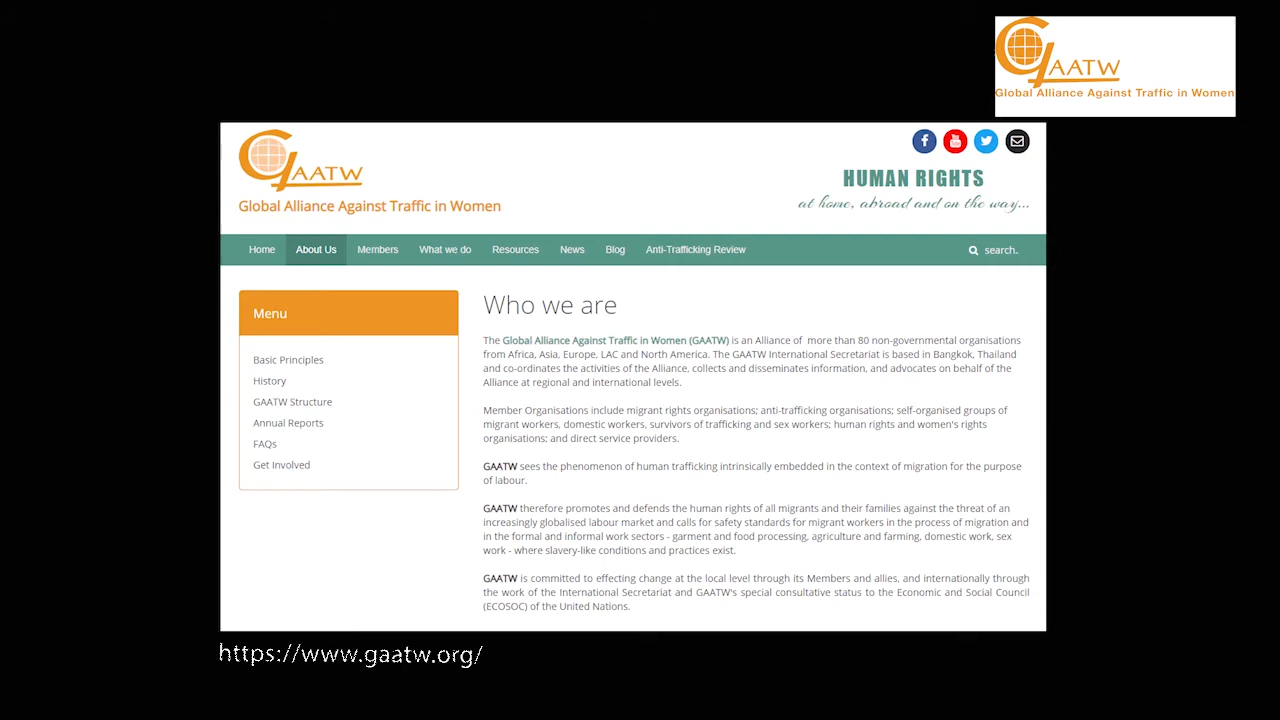 GAATW
Global Alliance Against Traffic in Women
GAATW
Global Alliance Against Traffic in Women
HUMAN RIGHTS
at home, abroad and on the way...
Home About Us Members What we do Resources News Blog Anti-Trafficking Review search..
Menu
Basic Principles
History
GAATW Structure
Annual Reports
FAQs
Get Involved
Who we are
The Global Alliance Against Traffic in Women (GAATW) is an Alliance of more than 80 non-governmental organisations
from Africa, Asia, Europe, LAC and North America. The GAATW International Secretariat is based in Bangkok, Thailand
and co-ordinates the activities of the Alliance, collects and disseminates information, and advocates on behalf of the
Alliance at regional and international levels.
Member Organisations include migrant rights organisations; anti-trafficking organisations; self-organised groups of
migrant workers, domestic workers, survivors of trafficking and sex workers; human rights and women's rights
organisations; and direct service providers.
GAATW sees the phenomenon of human trafficking intrinsically embedded in the context of migration for the purpose
of labour.
GAATW therefore promotes and defends the human rights of all migrants and their families against the threat of an
increasingly globalised labour market and calls for safety standards for migrant workers in the process of migration and
in the formal and informal work sectors - garment and food processing, agriculture and farming, domestic work, sex
work - where slavery-like conditions and practices exist.
GAATW is committed to effecting change at the local level through its Members and allies, and internationally through
the work of the International Secretariat and GAATW's special consultative status to the Economic and Social Council
(ECOSOC) of the United Nations.
https://www.gaatw.org/